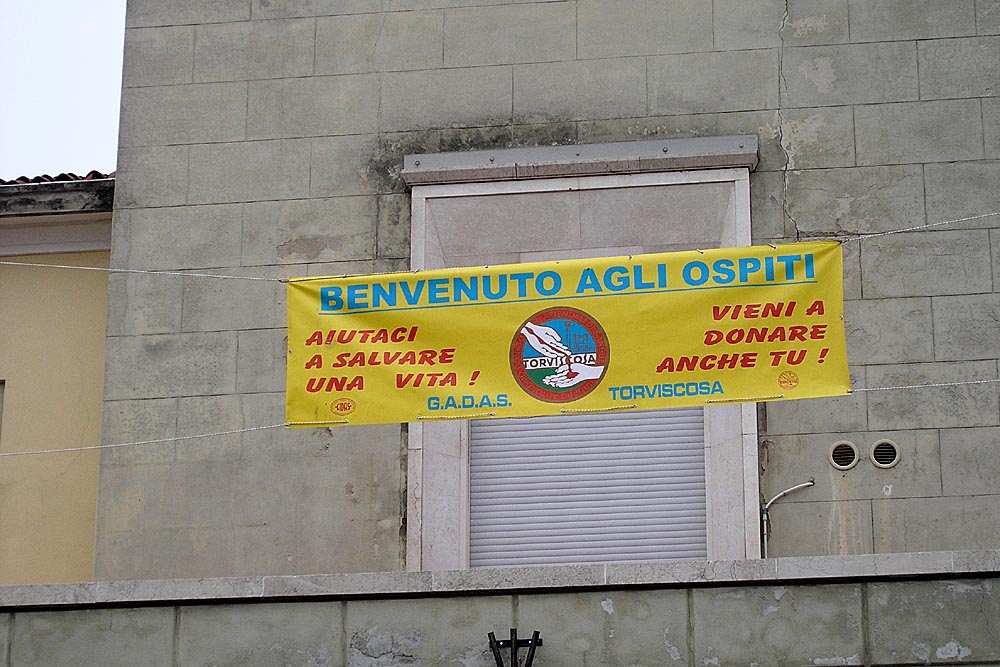 BENVENUTO AGLI OSPITI
AIUTACI
A SALVARE
UNA VITA !
TORVISCOSA
VIENI A
DONARE
ANCHE TU !
G.A.D.A.S.
TORVISCOSA